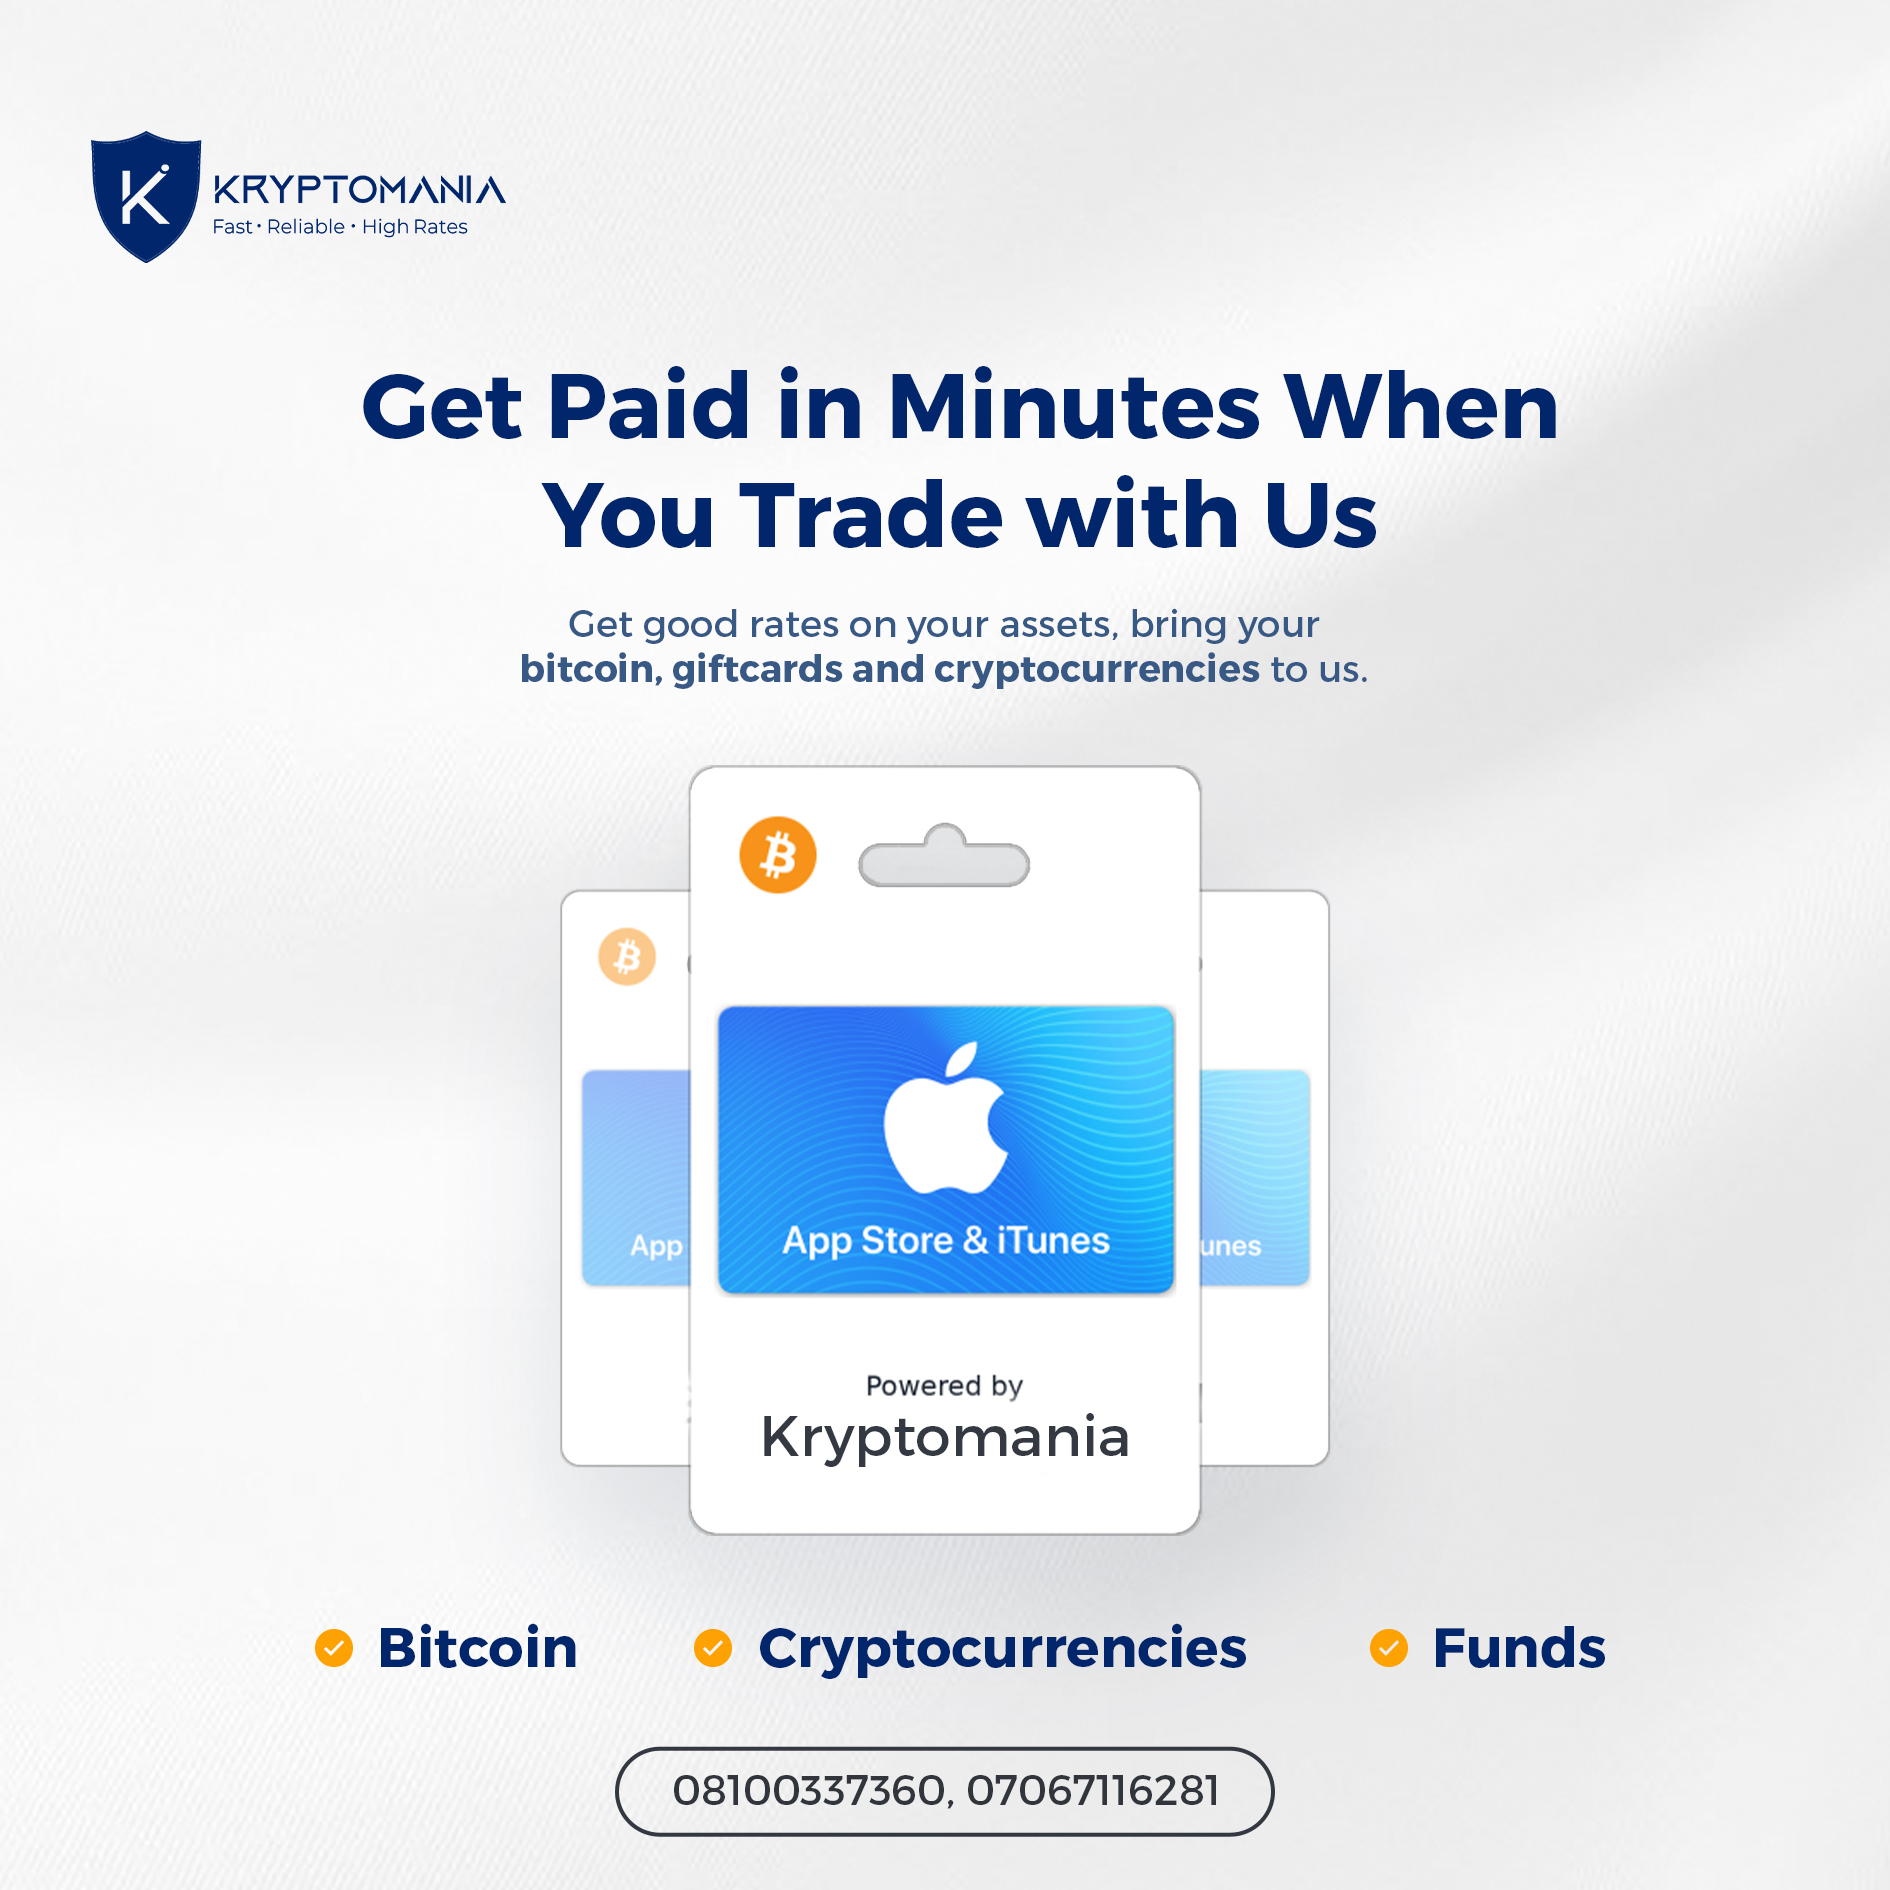 K
KRYPTOMANIA
Fast • Reliable • High Rates
Get Paid in Minutes When
You Trade with Us
Get good rates on your assets, bring your
bitcoin, giftcards and cryptocurrencies to us.
App Store & iTunes
App
unes
Powered by
Kryptomania
Bitcoin
Cryptocurrencies
Funds
08100337360, 07067116281